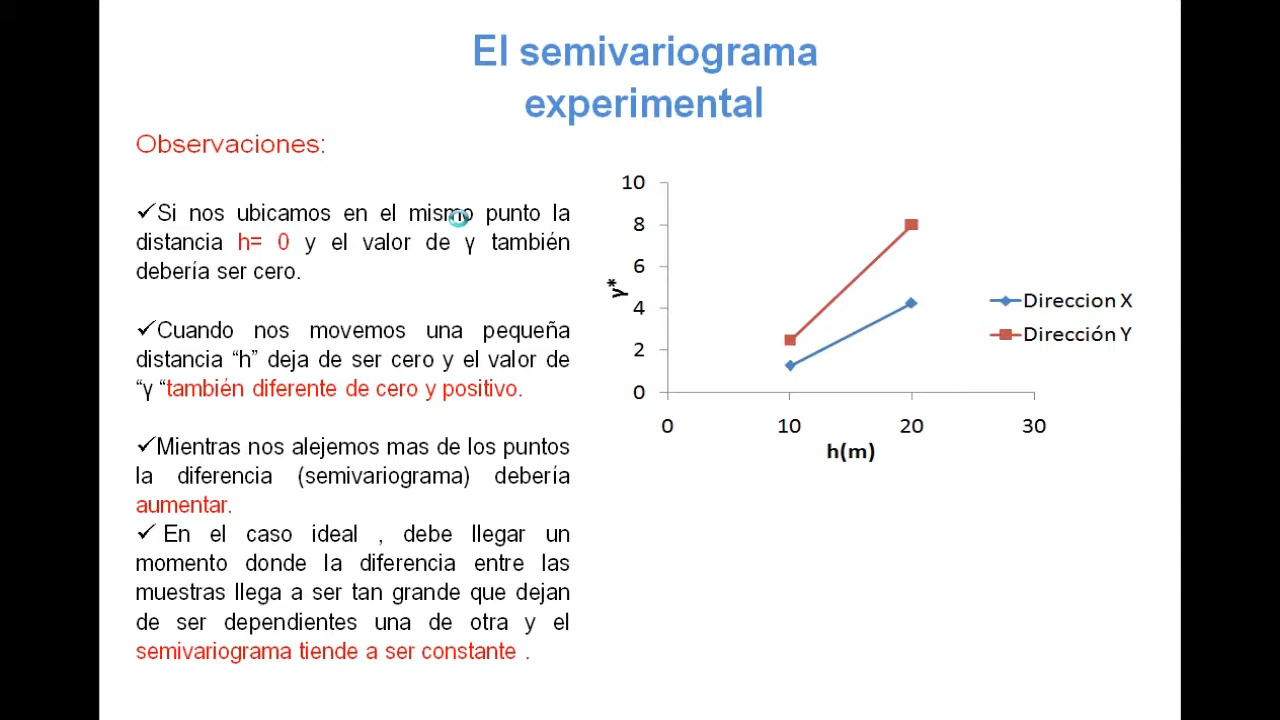 El semivariograma
experimental
Observaciones:
✓Si nos ubicamos en el mismo punto la
distancia h= 0 y el valor de γ también
debería ser cero.
✓Cuando nos movemos una pequeña
distancia “h” deja de ser cero y el valor de
“γ “también diferente de cero y positivo.
✓Mientras nos alejemos mas de los puntos
la diferencia (semivariograma) debería
aumentar.
✓ En el caso ideal , debe llegar un
momento donde la diferencia entre las
muestras llega a ser tan grande que dejan
de ser dependientes una de otra y el
semivariograma tiende a ser constante .
10
8
6
4
2
0
γ*
0 10 20 30
h(m)
Direccion X
Dirección Y